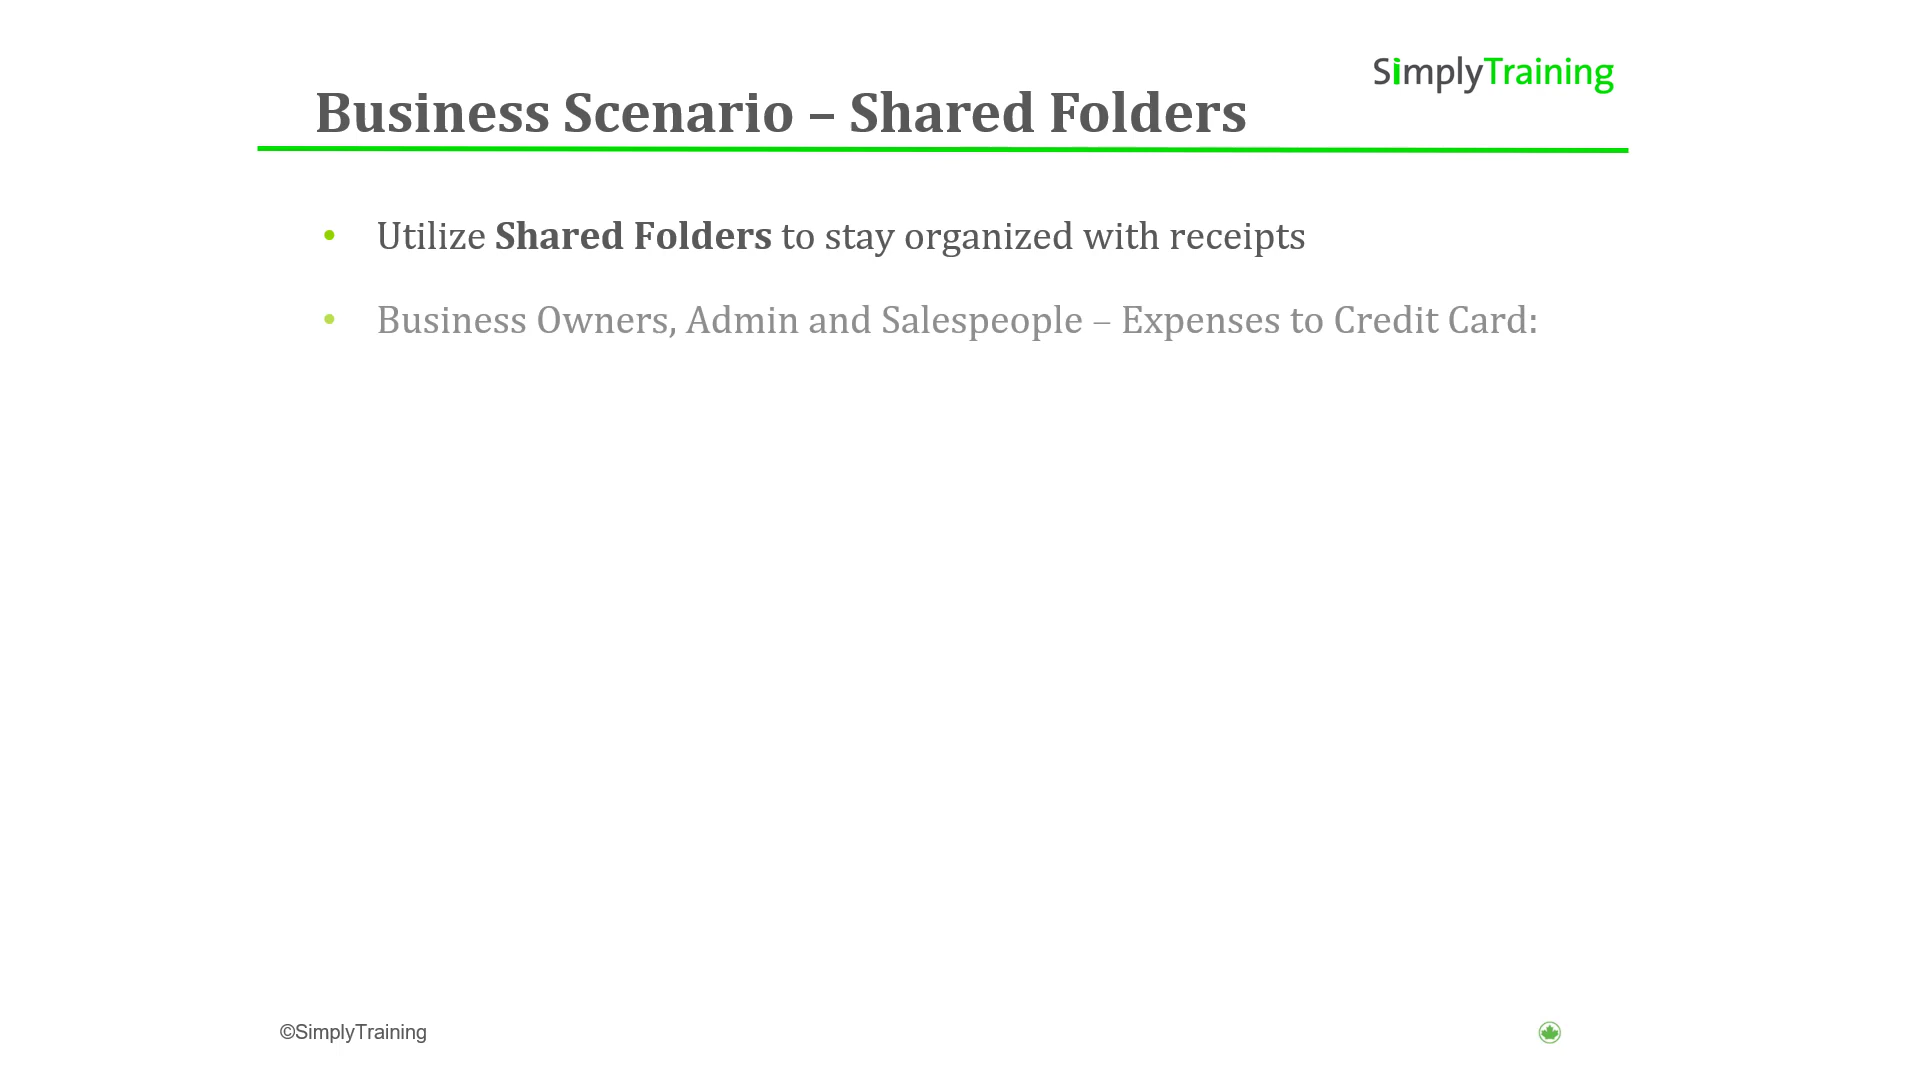 SimplyTraining
Business Scenario – Shared Folders
• Utilize Shared Folders to stay organized with receipts
• Business Owners, Admin and Salespeople – Expenses to Credit Card:
©SimplyTraining